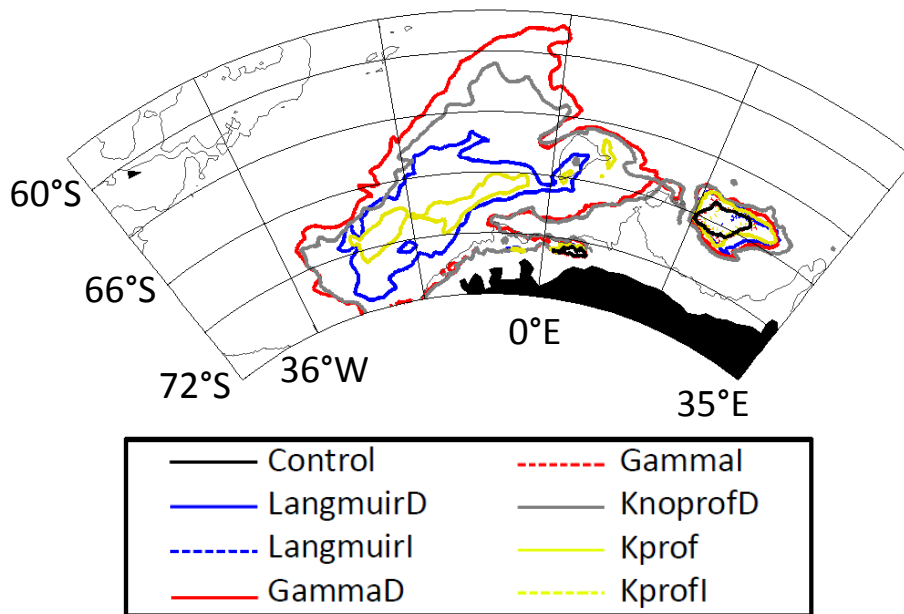 60°S
66°S
72°S
36°W
0°E
35°E
Control
LangmuirD
LangmuirI
GammaD
GammaI
KnoprofD
Kprof
KprofI